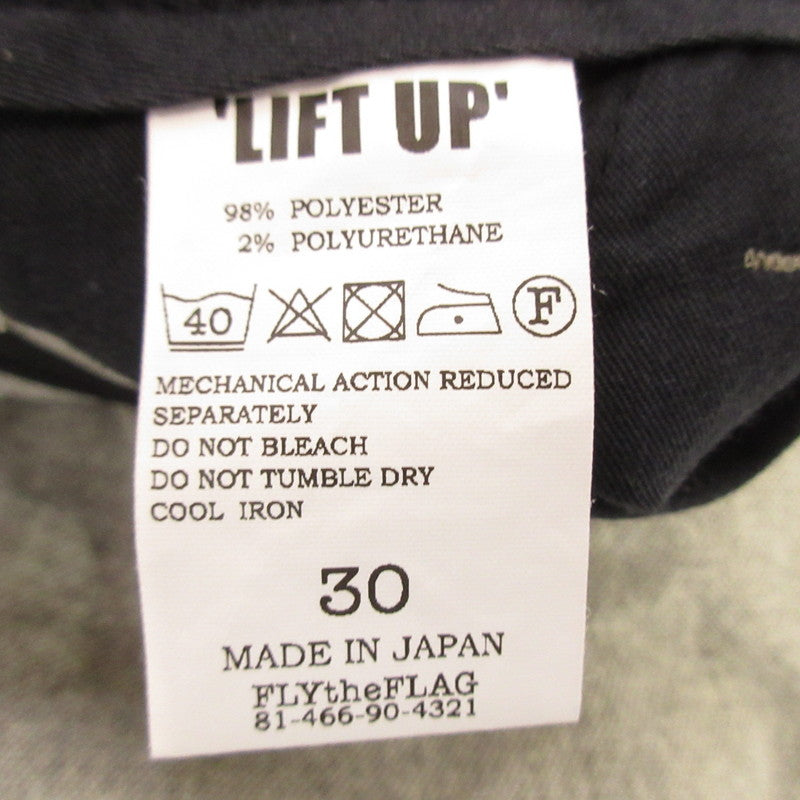 'LIFT UP'
98% POLYESTER
2% POLYURETHANE
40 F
MECHANICAL ACTION REDUCED
SEPARATELY
DO NOT BLEACH
DO NOT TUMBLE DRY
COOL IRON
30
MADE IN JAPAN
FLYtheFLAG
81-466-90-4321